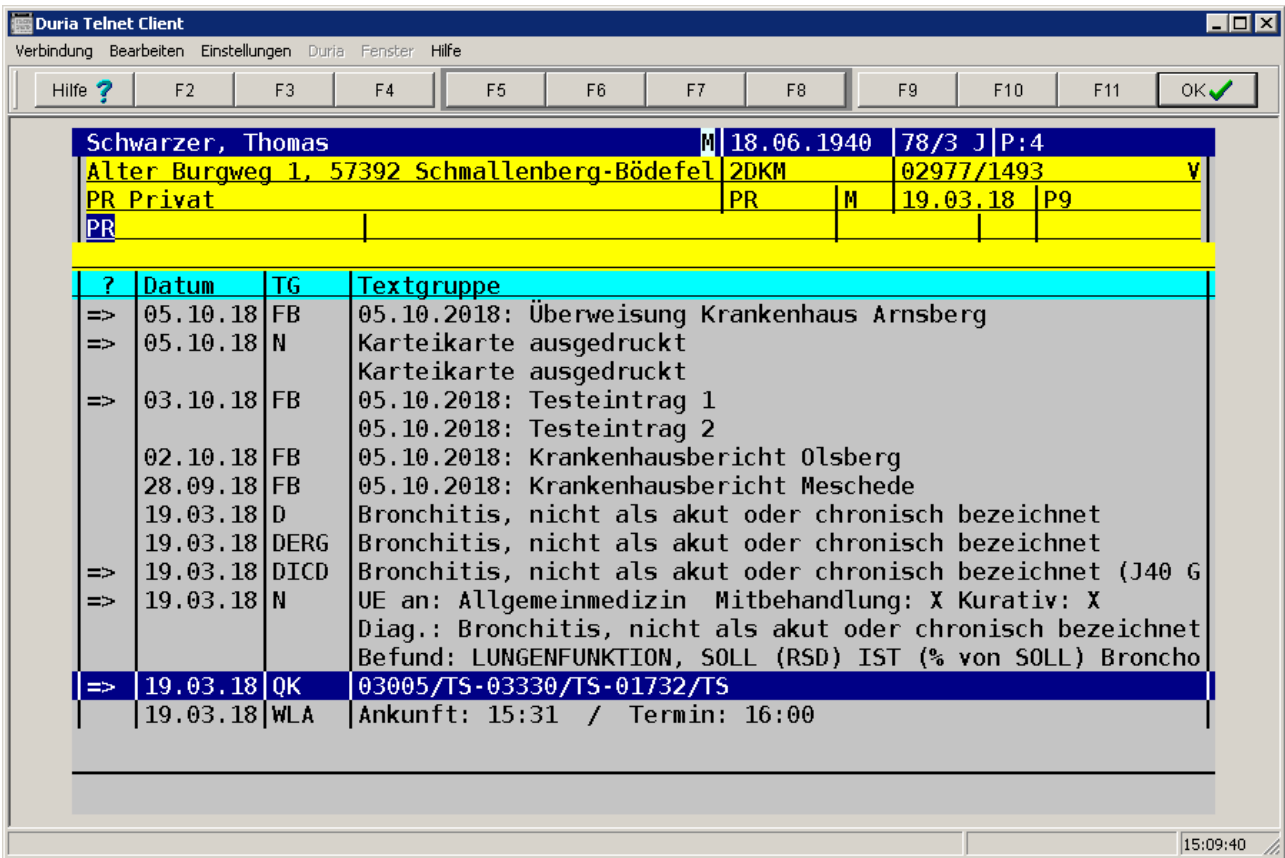 Duria Telnet Client
Verbindung Bearbeiten Einstellungen Duria Fenster Hilfe
Hilfe ? F2 F3 F4 F5 F6 F7 F8 F9 F10 F11 OK
Schwarzer, Thomas M 18.06.1940 78/3 J P:4
Alter Burgweg 1, 57392 Schmallenberg-Bödefel 2DKM 02977/1493 V
PR Privat PR M 19.03.18 P9
PR
? Datum TG Textgruppe
=> 05.10.18 FB 05.10.2018: Überweisung Krankenhaus Arnsberg
=> 05.10.18 N Karteikarte ausgedruckt
Karteikarte ausgedruckt
=> 03.10.18 FB 05.10.2018: Testeintrag 1
05.10.2018: Testeintrag 2
02.10.18 FB 05.10.2018: Krankenhausbericht Olsberg
28.09.18 FB 05.10.2018: Krankenhausbericht Meschede
19.03.18 D Bronchitis, nicht als akut oder chronisch bezeichnet
19.03.18 DERG Bronchitis, nicht als akut oder chronisch bezeichnet
=> 19.03.18 DICD Bronchitis, nicht als akut oder chronisch bezeichnet (J40 G
=> 19.03.18 N UE an: Allgemeinmedizin Mitbehandlung: X Kurativ: X
Diag.: Bronchitis, nicht als akut oder chronisch bezeichnet
Befund: LUNGENFUNKTION, SOLL (RSD) IST (% von SOLL) Broncho
=> 19.03.18 QK 03005/TS-03330/TS-01732/TS
19.03.18 WLA Ankunft: 15:31 / Termin: 16:00
15:09:40